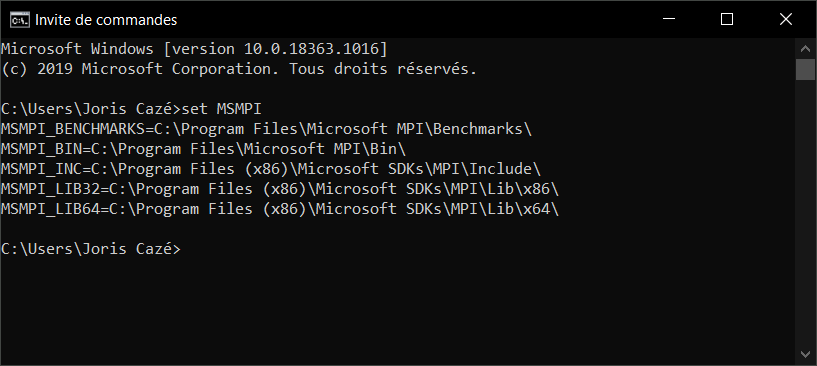 Invite de commandes
Microsoft Windows [version 10.0.18363.1016]
(c) 2019 Microsoft Corporation. Tous droits réservés.
C:\Users\Joris Cazé>set MSMPI
MSMPI_BENCHMARKS=C:\Program Files\Microsoft MPI\Benchmarks\
MSMPI_BIN=C:\Program Files\Microsoft MPI\Bin\
MSMPI_INC=C:\Program Files (x86)\Microsoft SDKs\MPI\Include\
MSMPI_LIB32=C:\Program Files (x86)\Microsoft SDKs\MPI\Lib\x86\
MSMPI_LIB64=C:\Program Files (x86)\Microsoft SDKs\MPI\Lib\x64\
C:\Users\Joris Cazé>